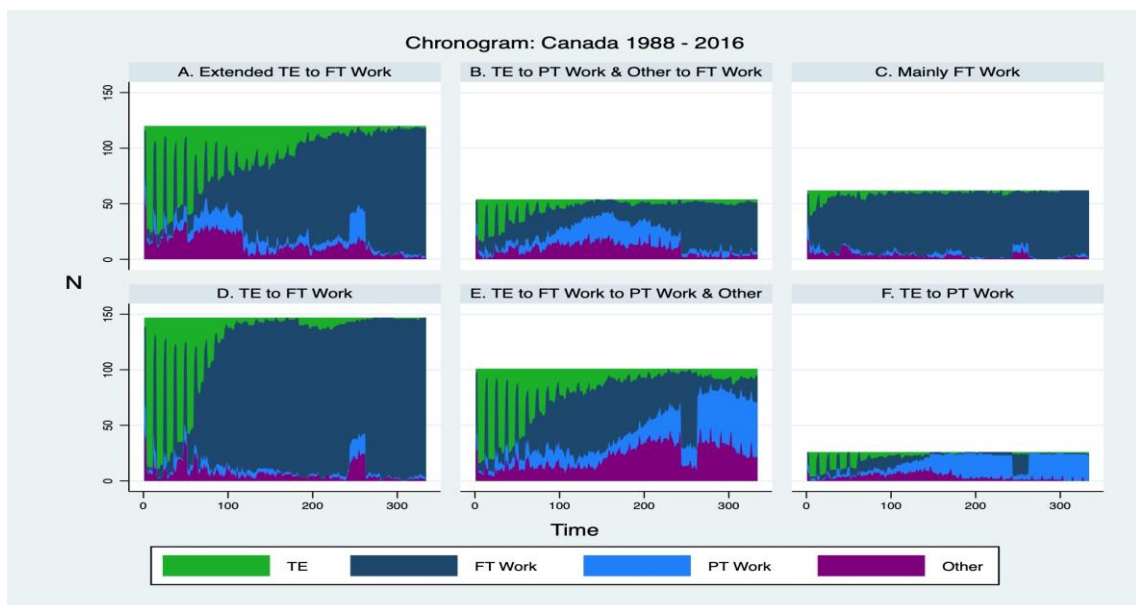 Chronogram: Canada 1988 - 2016
A. Extended TE to FT Work
B. TE to PT Work & Other to FT Work
C. Mainly FT Work
150
100
50
0
N
D. TE to FT Work
E. TE to FT Work to PT Work & Other
F. TE to PT Work
150
100
50
0
0 100 200 300
0 100 200 300
0 100 200 300
Time
TE FT Work PT Work Other